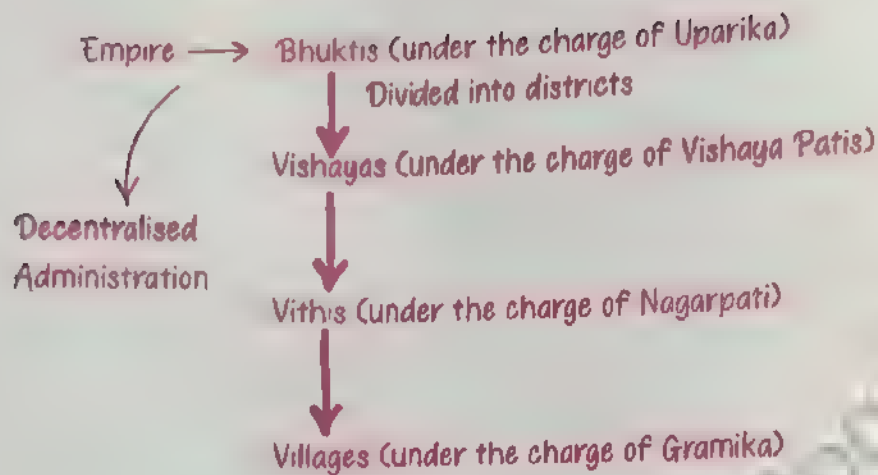 Empire → Bhuktis (under the charge of Uparika)
Divided into districts
Vishayas (under the charge of Vishaya Patis)
Decentralised
Administration
Vithis (under the charge of Nagarpati)
Villages (under the charge of Gramika)